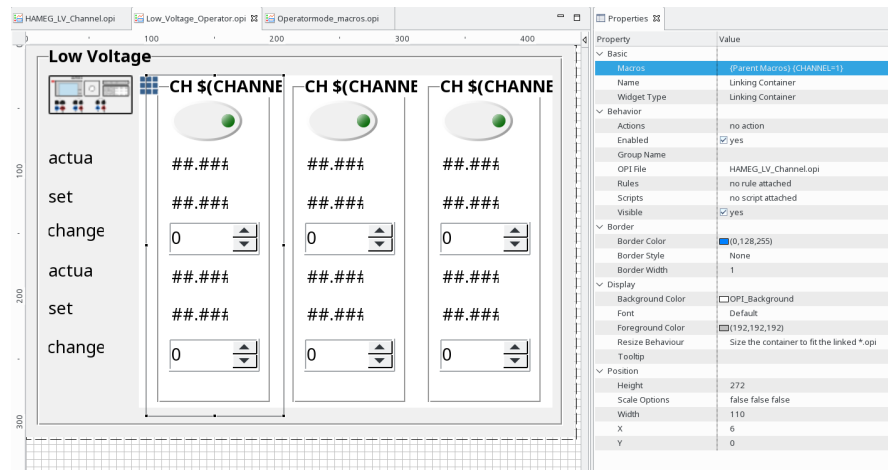 HAMEG_LV_Channel.opi Low_Voltage_Operator.opi Operatormode_macros.opi
0 100 200 300 400
Low Voltage
CH $(CHANNE CH $(CHANNE CH $(CHANNE
actua ##.### ##.### ##.###
set ##.### ##.### ##.###
change 0 0 0
actua ##.### ##.### ##.###
set ##.### ##.### ##.###
change 0 0 0
0
100
200
300
Properties
Property Value
Basic
Macros {Parent Macros} {CHANNEL=1}
Name Linking Container
Widget Type Linking Container
Behavior
Actions no action
Enabled yes
Group Name
OPI File HAMEG_LV_Channel.opi
Rules no rule attached
Scripts no script attached
Visible yes
Border
Border Color (0,128,255)
Border Style None
Border Width 1
Display
Background Color OPI_Background
Font Default
Foreground Color (192,192,192)
Resize Behaviour Size the container to fit the linked *.opi
Tooltip
Position
Height 272
Scale Options false false false
Width 110
X 6
Y 0